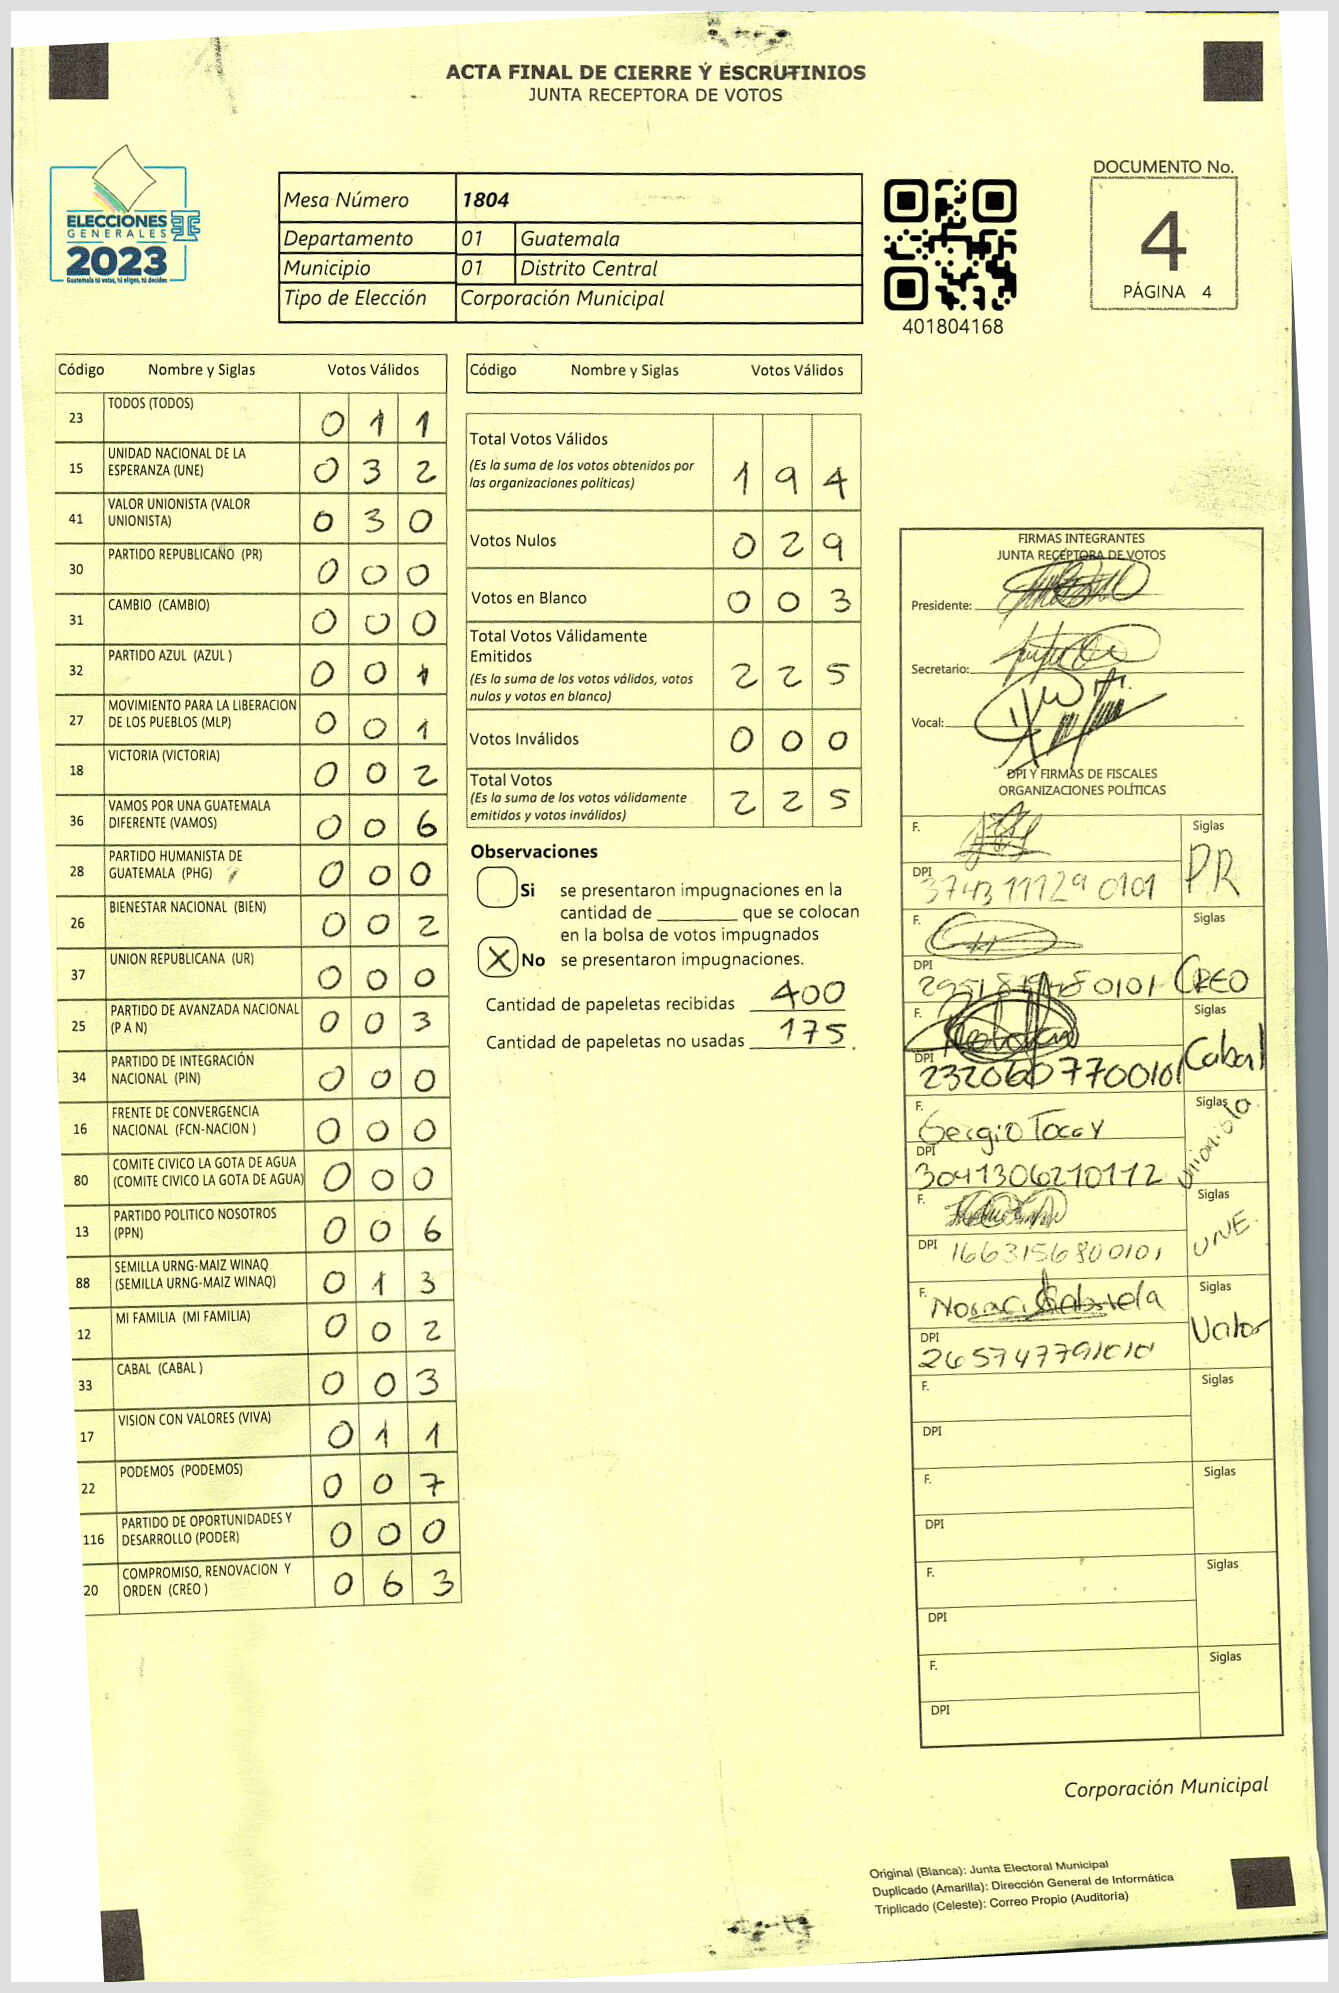 ACTA FINAL DE CIERRE Y ESCRUTINIOS
JUNTA RECEPTORA DE VOTOS
ELECCIONES
GENERALES
2023
Guatemala tú votas, tú eliges, tú decides
Mesa Número 1804
Departamento 01 Guatemala
Municipio 01 Distrito Central
Tipo de Elección Corporación Municipal
401804168
DOCUMENTO No.
4
PÁGINA 4
Código Nombre y Siglas Votos Válidos
23 TODOS (TODOS) 0 1 1
15 UNIDAD NACIONAL DE LA ESPERANZA (UNE) 0 3 2
41 VALOR UNIONISTA (VALOR UNIONISTA) 0 3 0
30 PARTIDO REPUBLICANO (PR) 0 0 0
31 CAMBIO (CAMBIO) 0 0 0
32 PARTIDO AZUL (AZUL ) 0 0 1
27 MOVIMIENTO PARA LA LIBERACION DE LOS PUEBLOS (MLP) 0 0 1
18 VICTORIA (VICTORIA) 0 0 2
36 VAMOS POR UNA GUATEMALA DIFERENTE (VAMOS) 0 0 6
28 PARTIDO HUMANISTA DE GUATEMALA (PHG) 0 0 0
26 BIENESTAR NACIONAL (BIEN) 0 0 2
37 UNION REPUBLICANA (UR) 0 0 0
25 PARTIDO DE AVANZADA NACIONAL (P A N) 0 0 3
34 PARTIDO DE INTEGRACIÓN NACIONAL (PIN) 0 0 0
16 FRENTE DE CONVERGENCIA NACIONAL (FCN-NACION ) 0 0 0
80 COMITE CIVICO LA GOTA DE AGUA (COMITE CIVICO LA GOTA DE AGUA) 0 0 0
13 PARTIDO POLITICO NOSOTROS (PPN) 0 0 6
88 SEMILLA URNG-MAIZ WINAQ (SEMILLA URNG-MAIZ WINAQ) 0 1 3
12 MI FAMILIA (MI FAMILIA) 0 0 2
33 CABAL (CABAL ) 0 0 3
17 VISION CON VALORES (VIVA) 0 1 1
22 PODEMOS (PODEMOS) 0 0 7
116 PARTIDO DE OPORTUNIDADES Y DESARROLLO (PODER) 0 0 0
20 COMPROMISO, RENOVACION Y ORDEN (CREO ) 0 6 3
Código Nombre y Siglas Votos Válidos
Total Votos Válidos
(Es la suma de los votos obtenidos por las organizaciones políticas) 1 9 4
Votos Nulos 0 2 9
Votos en Blanco 0 0 3
Total Votos Válidamente Emitidos
(Es la suma de los votos válidos, votos nulos y votos en blanco) 2 2 5
Votos Inválidos 0 0 0
Total Votos
(Es la suma de los votos válidamente emitidos y votos inválidos) 2 2 5
Observaciones
Si se presentaron impugnaciones en la
cantidad de ________ que se colocan
en la bolsa de votos impugnados
X No se presentaron impugnaciones.
Cantidad de papeletas recibidas 400
Cantidad de papeletas no usadas 175.
FIRMAS INTEGRANTES
JUNTA RECEPTORA DE VOTOS
Presidente:
Secretario:
Vocal:
DPI Y FIRMAS DE FISCALES
ORGANIZACIONES POLÍTICAS
F. Siglas PR
DPI 3743111290101
F. Siglas CREO
DPI
F. Siglas Cabal
DPI
F. Sergio Tocay Siglas Unionista
DPI 3041306210112
F. Siglas UNE
DPI 1663156800101
F. Siglas Valor
DPI
F. Siglas
DPI
F. Siglas
DPI
F. Siglas
DPI
F. Siglas
DPI
Corporación Municipal
Original (Blanca): Junta Electoral Municipal
Duplicado (Amarilla): Dirección General de Informática
Triplicado (Celeste): Correo Propio (Auditoría)